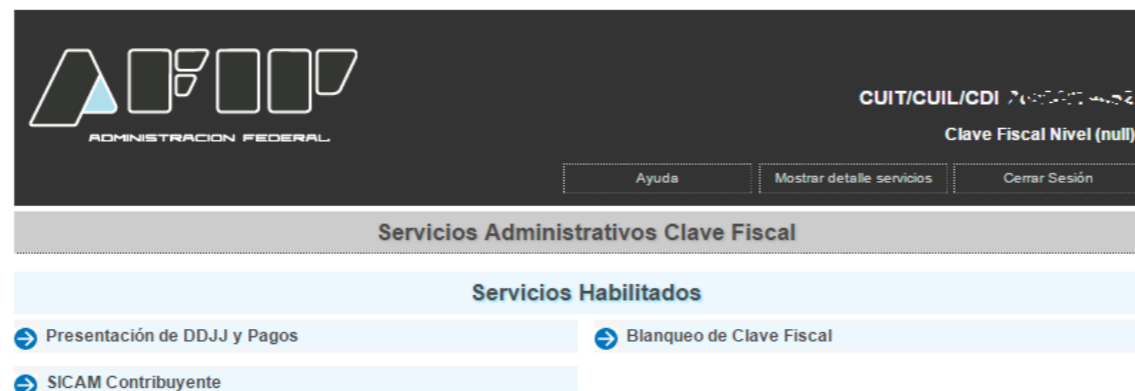 AFIP
ADMINISTRACION FEDERAL
CUIT/CUIL/CDI
Clave Fiscal Nivel (null)
Ayuda
Mostrar detalle servicios
Cerrar Sesión
Servicios Administrativos Clave Fiscal
Servicios Habilitados
Presentación de DDJJ y Pagos
Blanqueo de Clave Fiscal
SICAM Contribuyente